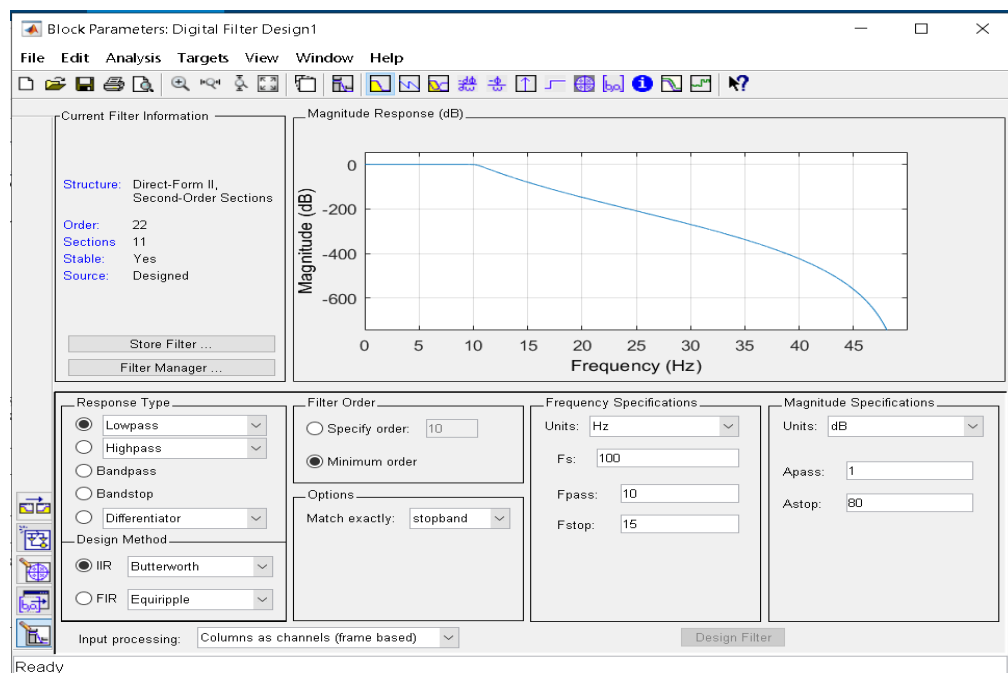 Block Parameters: Digital Filter Design1
File Edit Analysis Targets View Window Help
Current Filter Information
Structure: Direct-Form II,
Second-Order Sections
Order: 22
Sections 11
Stable: Yes
Source: Designed
Store Filter ...
Filter Manager ...
Magnitude Response (dB)
Magnitude (dB)
0
-200
-400
-600
0 5 10 15 20 25 30 35 40 45
Frequency (Hz)
Response Type
Lowpass
Highpass
Bandpass
Bandstop
Differentiator
Design Method
IIR Butterworth
FIR Equiripple
Filter Order
Specify order: 10
Minimum order
Options
Match exactly: stopband
Frequency Specifications
Units: Hz
Fs: 100
Fpass: 10
Fstop: 15
Magnitude Specifications
Units: dB
Apass: 1
Astop: 80
Input processing: Columns as channels (frame based)
Design Filter
Ready